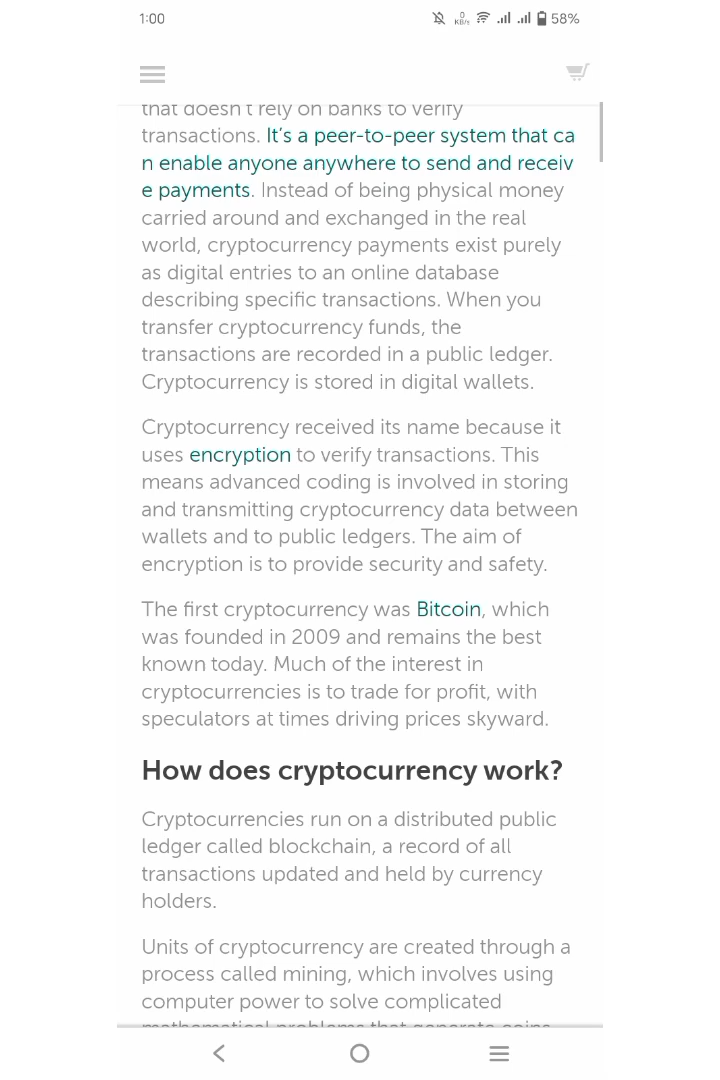 1:00
0
KB/s
58%
that doesn't rely on banks to verify
transactions. It's a peer-to-peer system that ca
n enable anyone anywhere to send and receiv
e payments. Instead of being physical money
carried around and exchanged in the real
world, cryptocurrency payments exist purely
as digital entries to an online database
describing specific transactions. When you
transfer cryptocurrency funds, the
transactions are recorded in a public ledger.
Cryptocurrency is stored in digital wallets.
Cryptocurrency received its name because it
uses encryption to verify transactions. This
means advanced coding is involved in storing
and transmitting cryptocurrency data between
wallets and to public ledgers. The aim of
encryption is to provide security and safety.
The first cryptocurrency was Bitcoin, which
was founded in 2009 and remains the best
known today. Much of the interest in
cryptocurrencies is to trade for profit, with
speculators at times driving prices skyward.
How does cryptocurrency work?
Cryptocurrencies run on a distributed public
ledger called blockchain, a record of all
transactions updated and held by currency
holders.
Units of cryptocurrency are created through a
process called mining, which involves using
computer power to solve complicated
mathematical problems that generate coins.